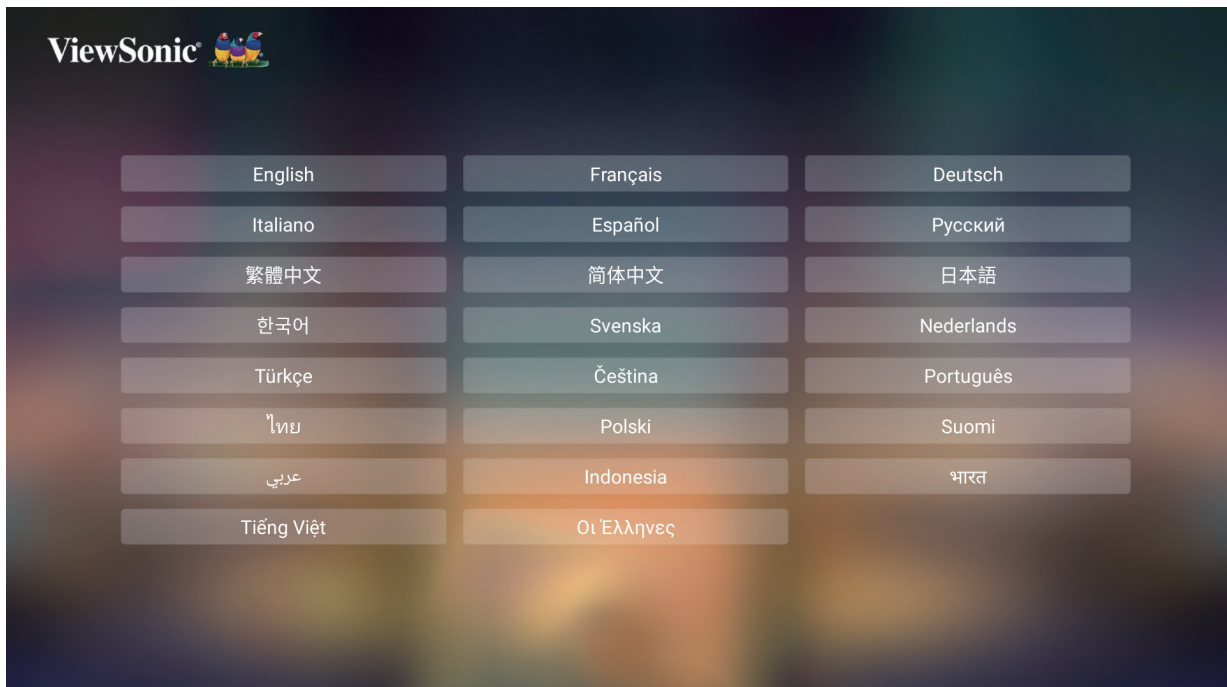 ViewSonic®
English Français Deutsch
Italiano Español Русский
繁體中文 简体中文 日本語
한국어 Svenska Nederlands
Türkçe Čeština Português
ไทย Polski Suomi
عربي Indonesia भारत
Tiếng Việt Οι Έλληνες